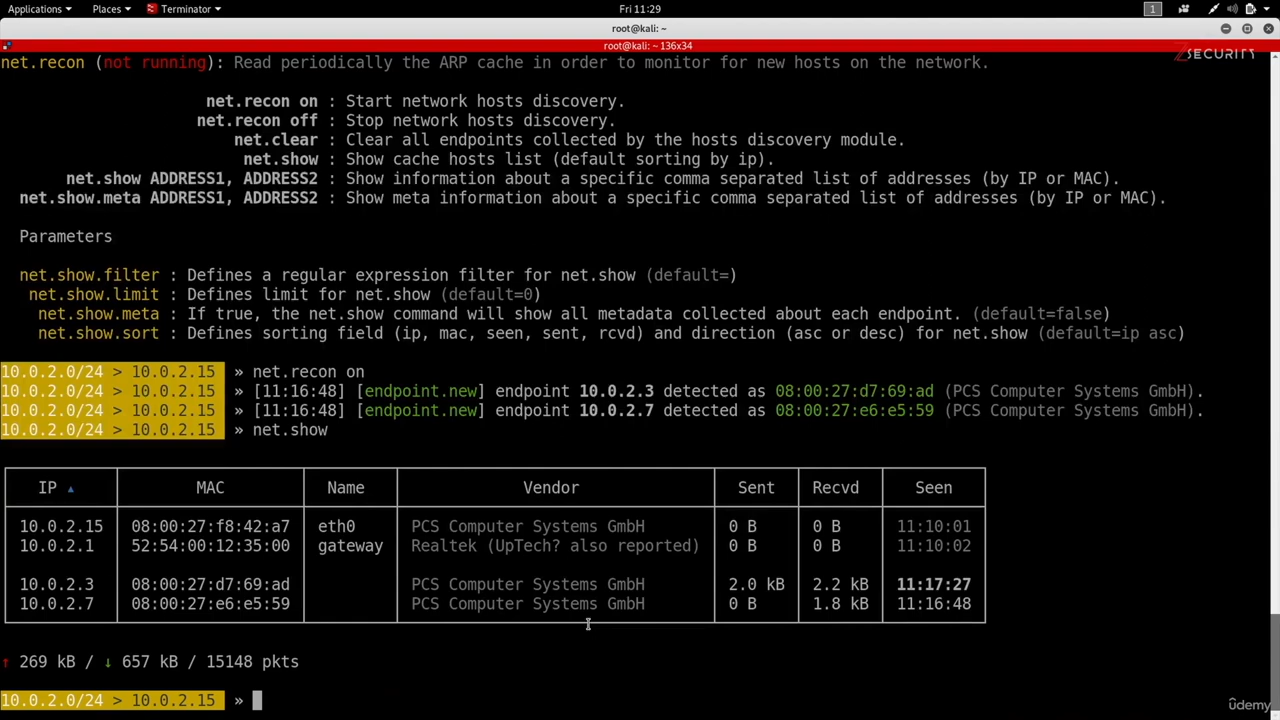 Applications Places Terminator Fri 11:29 1
root@kali: ~
root@kali: ~ 136x34
net.recon (not running): Read periodically the ARP cache in order to monitor for new hosts on the network.
ZSECURITY
net.recon on : Start network hosts discovery.
net.recon off : Stop network hosts discovery.
net.clear : Clear all endpoints collected by the hosts discovery module.
net.show : Show cache hosts list (default sorting by ip).
net.show ADDRESS1, ADDRESS2 : Show information about a specific comma separated list of addresses (by IP or MAC).
net.show.meta ADDRESS1, ADDRESS2 : Show meta information about a specific comma separated list of addresses (by IP or MAC).
Parameters
net.show.filter : Defines a regular expression filter for net.show (default=)
net.show.limit : Defines limit for net.show (default=0)
net.show.meta : If true, the net.show command will show all metadata collected about each endpoint. (default=false)
net.show.sort : Defines sorting field (ip, mac, seen, sent, rcvd) and direction (asc or desc) for net.show (default=ip asc)
10.0.2.0/24 > 10.0.2.15 » net.recon on
10.0.2.0/24 > 10.0.2.15 » [11:16:48] [endpoint.new] endpoint 10.0.2.3 detected as 08:00:27:d7:69:ad (PCS Computer Systems GmbH).
10.0.2.0/24 > 10.0.2.15 » [11:16:48] [endpoint.new] endpoint 10.0.2.7 detected as 08:00:27:e6:e5:59 (PCS Computer Systems GmbH).
10.0.2.0/24 > 10.0.2.15 » net.show
IP ▲ MAC Name Vendor Sent Recvd Seen
10.0.2.15 08:00:27:f8:42:a7 eth0 PCS Computer Systems GmbH 0 B 0 B 11:10:01
10.0.2.1 52:54:00:12:35:00 gateway Realtek (UpTech? also reported) 0 B 0 B 11:10:02
10.0.2.3 08:00:27:d7:69:ad PCS Computer Systems GmbH 2.0 kB 2.2 kB 11:17:27
10.0.2.7 08:00:27:e6:e5:59 PCS Computer Systems GmbH 0 B 1.8 kB 11:16:48
↑ 269 kB / ↓ 657 kB / 15148 pkts
10.0.2.0/24 > 10.0.2.15 »
ûdemy